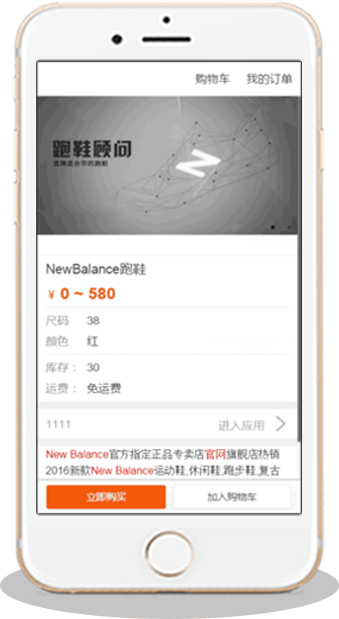 购物车 我的订单
跑鞋顾问
选择适合你的跑鞋
N
NewBalance跑鞋
¥ 0 ~ 580
尺码 38
颜色 红
库存： 30
运费： 免运费
1111 进入应用
New Balance官方指定正品专卖店官网旗舰店热销
2016新款New Balance运动鞋,休闲鞋,跑步鞋,复古
立即购买 加入购物车